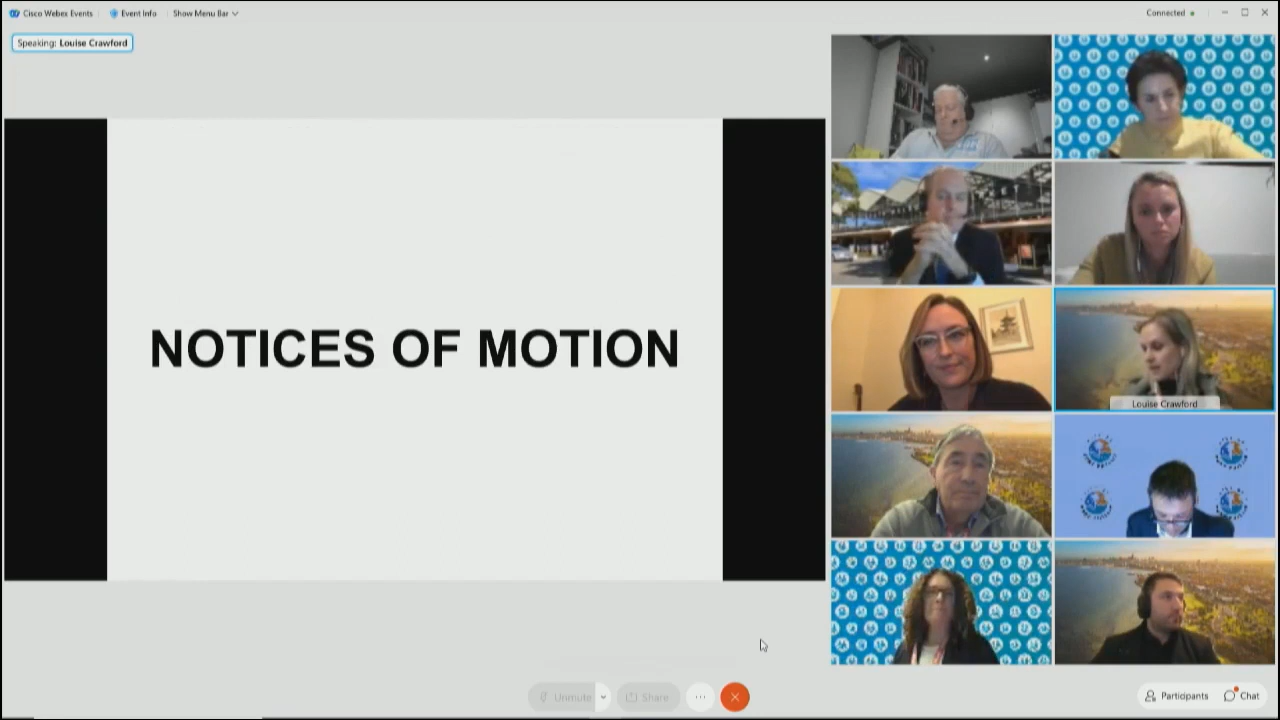 Cisco Webex Events Event Info Show Menu Bar Connected
Speaking: Louise Crawford
NOTICES OF MOTION
Louise Crawford
Unmute Share Participants Chat